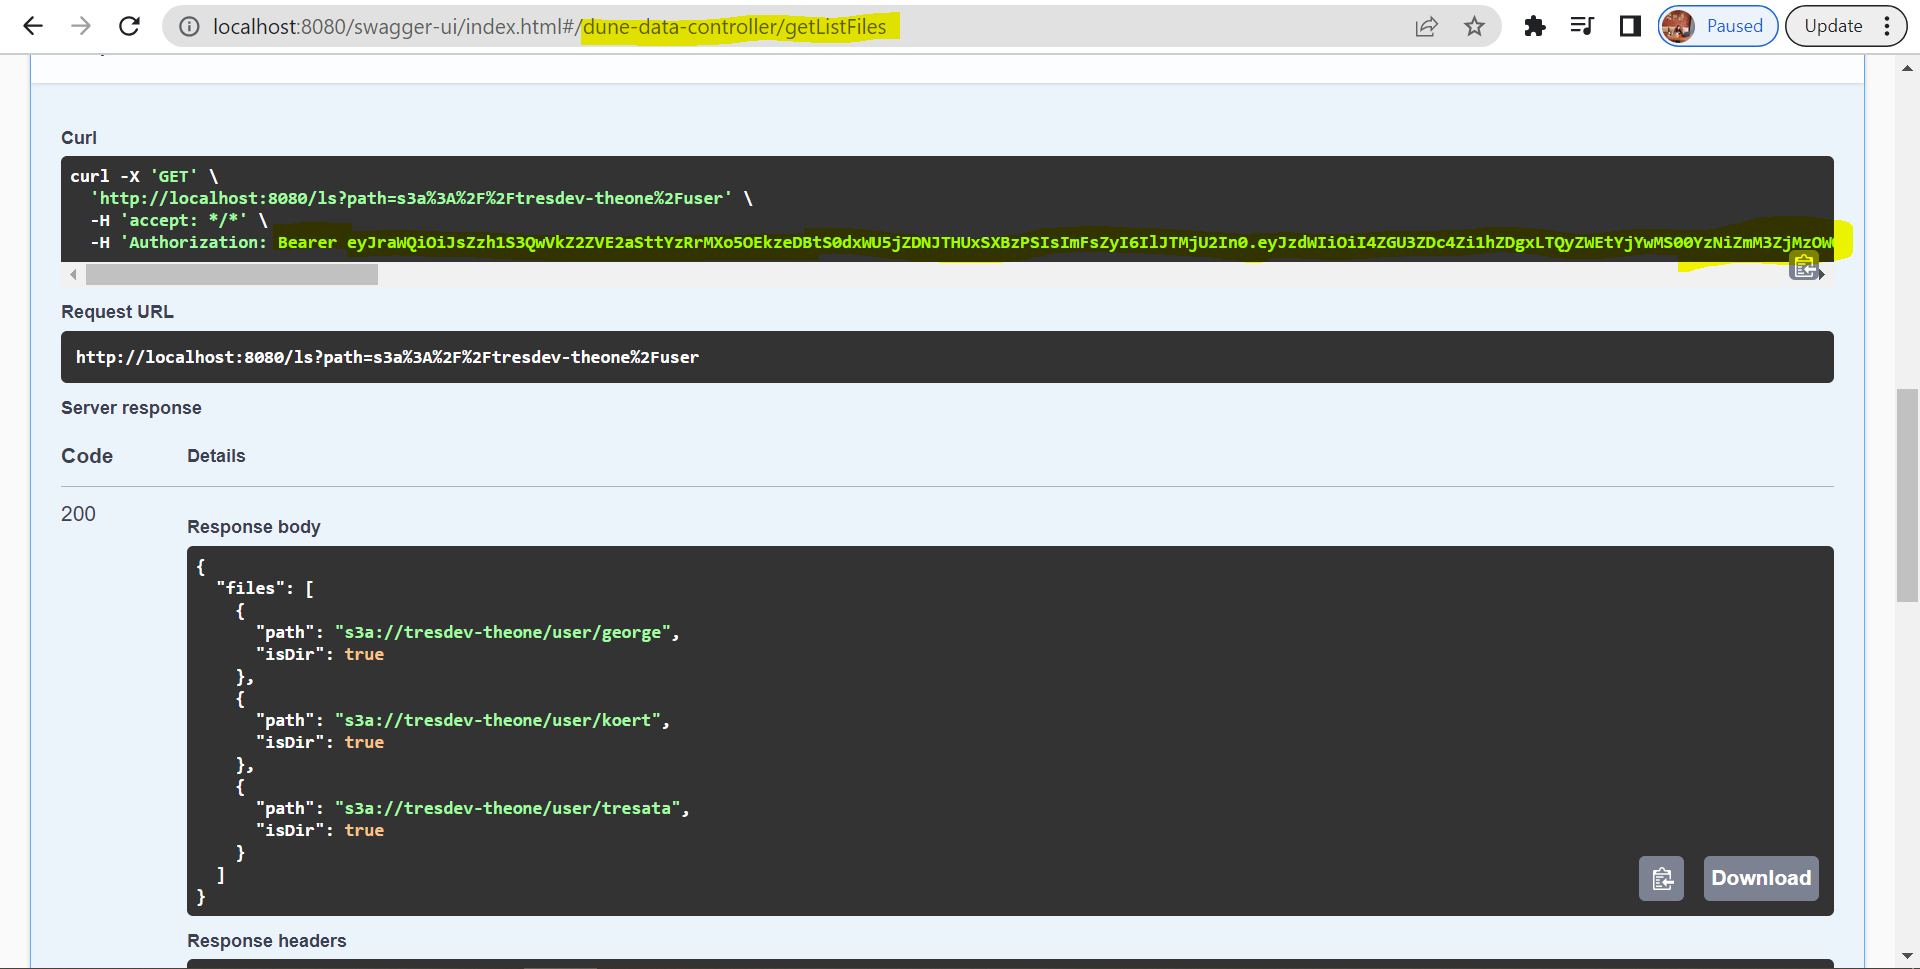 localhost:8080/swagger-ui/index.html#/dune-data-controller/getListFiles
Paused
Update
Curl
curl -X 'GET' \
'http://localhost:8080/ls?path=s3a%3A%2F%2Ftresdev-theone%2Fuser' \
-H 'accept: */*' \
-H 'Authorization: Bearer eyJraWQiOiJsZzh1S3QwVkZ2ZVE2aSttYzRrMXo5OEkzeDBtS0dxWU5jZDNJTHUxSXBzPSIsImFsZyI6IlJTMjU2In0.eyJzdWIiOiI4ZGU3ZDc4Zi1hZDgxLTQyZWEtYjYwMS00YzNiZmM3ZjMzOW
Request URL
http://localhost:8080/ls?path=s3a%3A%2F%2Ftresdev-theone%2Fuser
Server response
Code Details
200
Response body
{
"files": [
{
"path": "s3a://tresdev-theone/user/george",
"isDir": true
},
{
"path": "s3a://tresdev-theone/user/koert",
"isDir": true
},
{
"path": "s3a://tresdev-theone/user/tresata",
"isDir": true
}
]
}
Download
Response headers